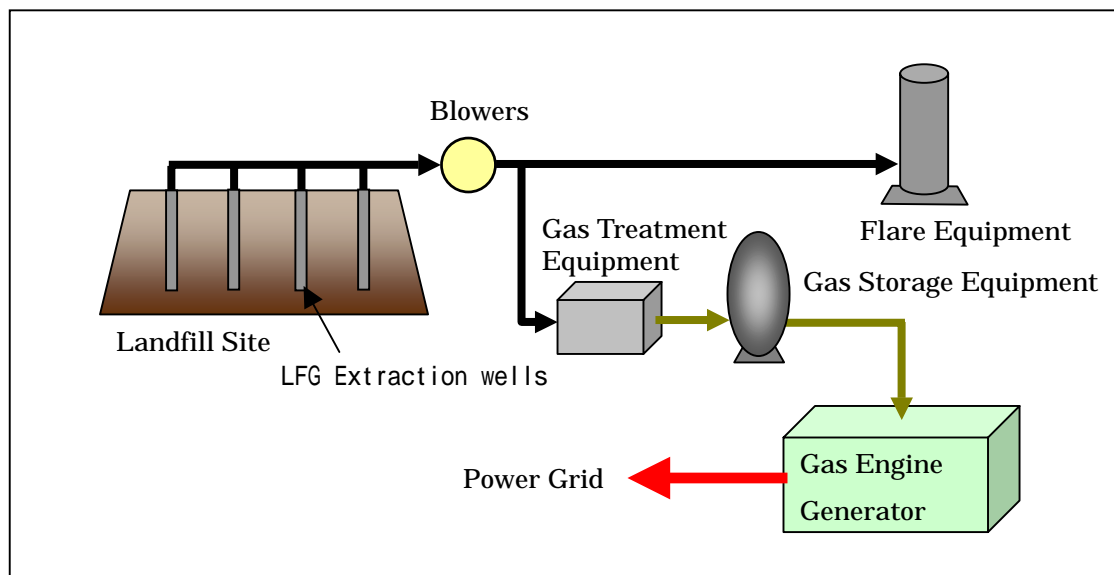 Blowers
Gas Treatment
Equipment
Flare Equipment
Gas Storage Equipment
Landfill Site
LFG Extraction wells
Power Grid
Gas Engine
Generator